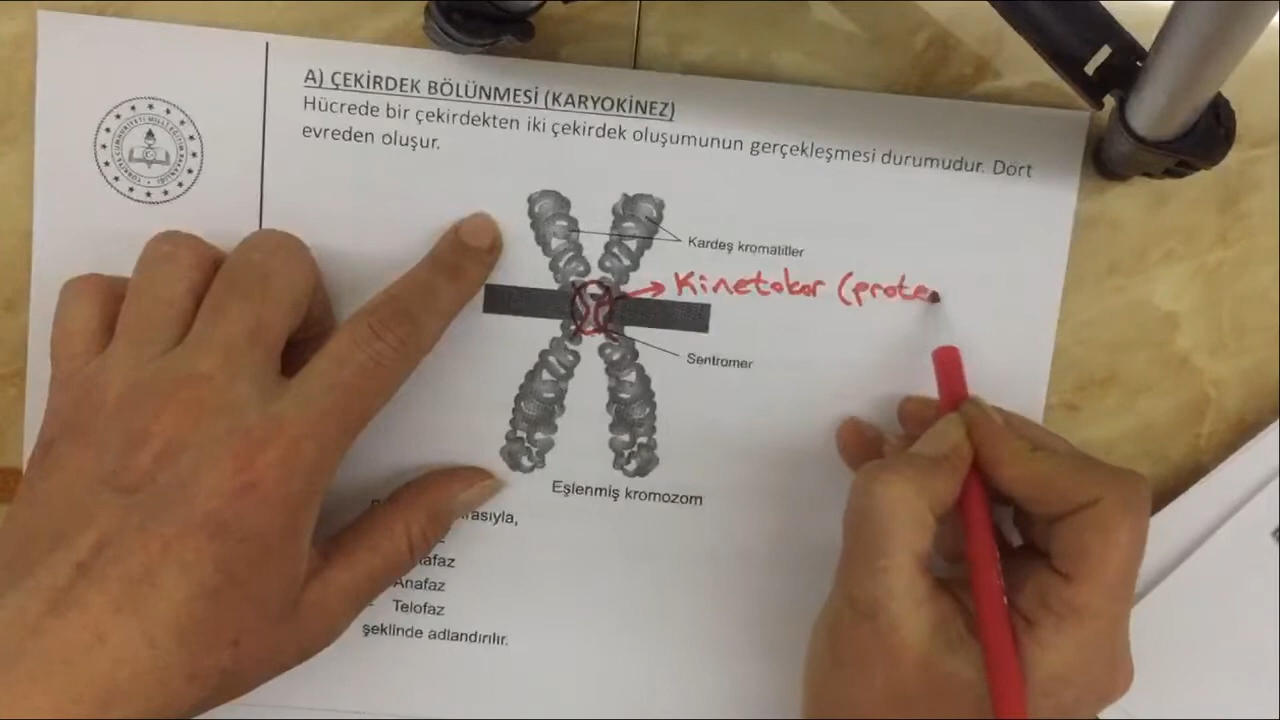 A) ÇEKİRDEK BÖLÜNMESİ (KARYOKİNEZ)
Hücrede bir çekirdekten iki çekirdek oluşumunun gerçekleşmesi durumudur. Dört
evreden oluşur.
Kardeş kromatitler
Kinetokor (prote
Sentromer
Eşlenmiş kromozom
Anafaz
Telofaz
şeklinde adlandırılır.